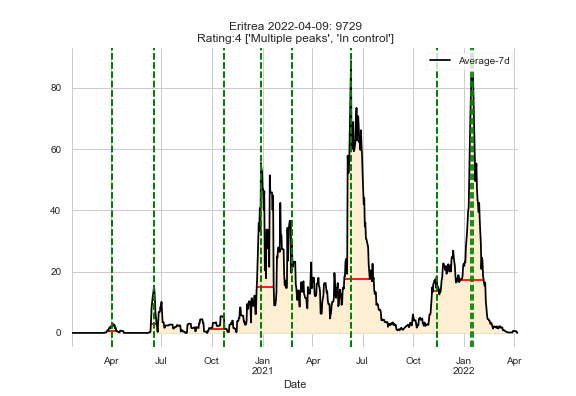 Eritrea 2022-04-09: 9729
Rating:4 ['Multiple peaks', 'In control']
Average-7d
80
60
40
20
0
Apr Jul Oct Jan Apr Jul Oct Jan Apr
2021 2022
Date